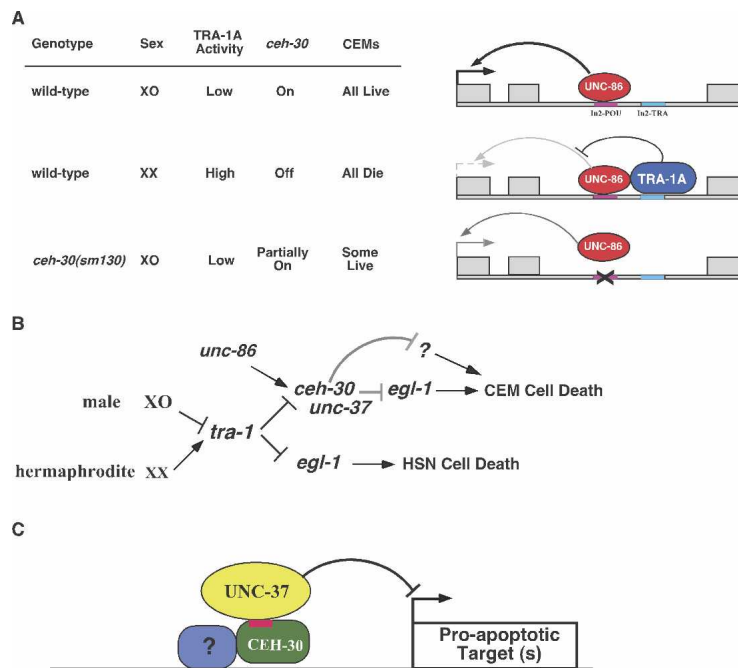 A
Genotype Sex TRA-1A Activity ceh-30 CEMs
wild-type XO Low On All Live
UNC-86
In2-POU In2-TRA
wild-type XX High Off All Die
UNC-86 TRA-1A
ceh-30(sm130) XO Low Partially On Some Live
UNC-86
B
unc-86
?
ceh-30 egl-1 CEM Cell Death
unc-37
male XO
tra-1
hermaphrodite XX
egl-1 HSN Cell Death
C
UNC-37
? CEH-30
Pro-apoptotic
Target (s)